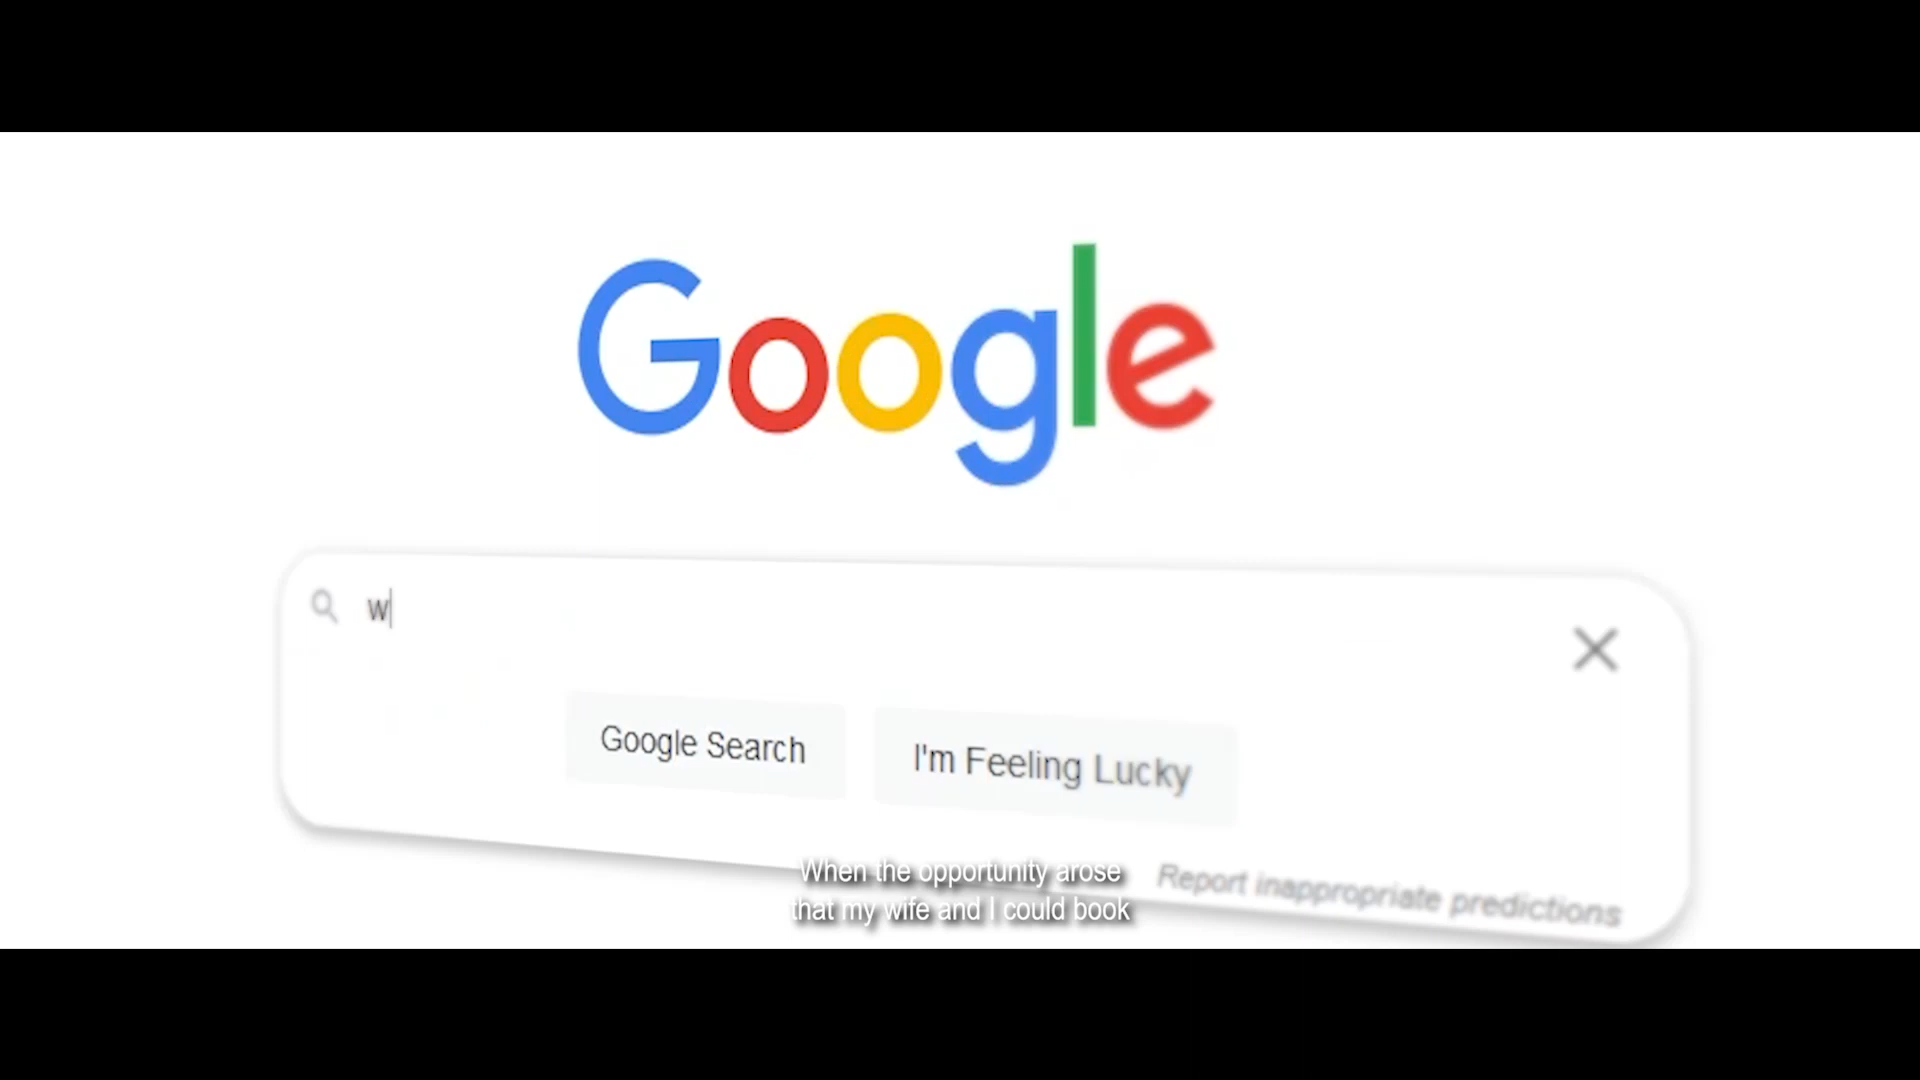 Google
w
Google Search
I'm Feeling Lucky
Report inappropriate predictions
When the opportunity arose
that my wife and I could book